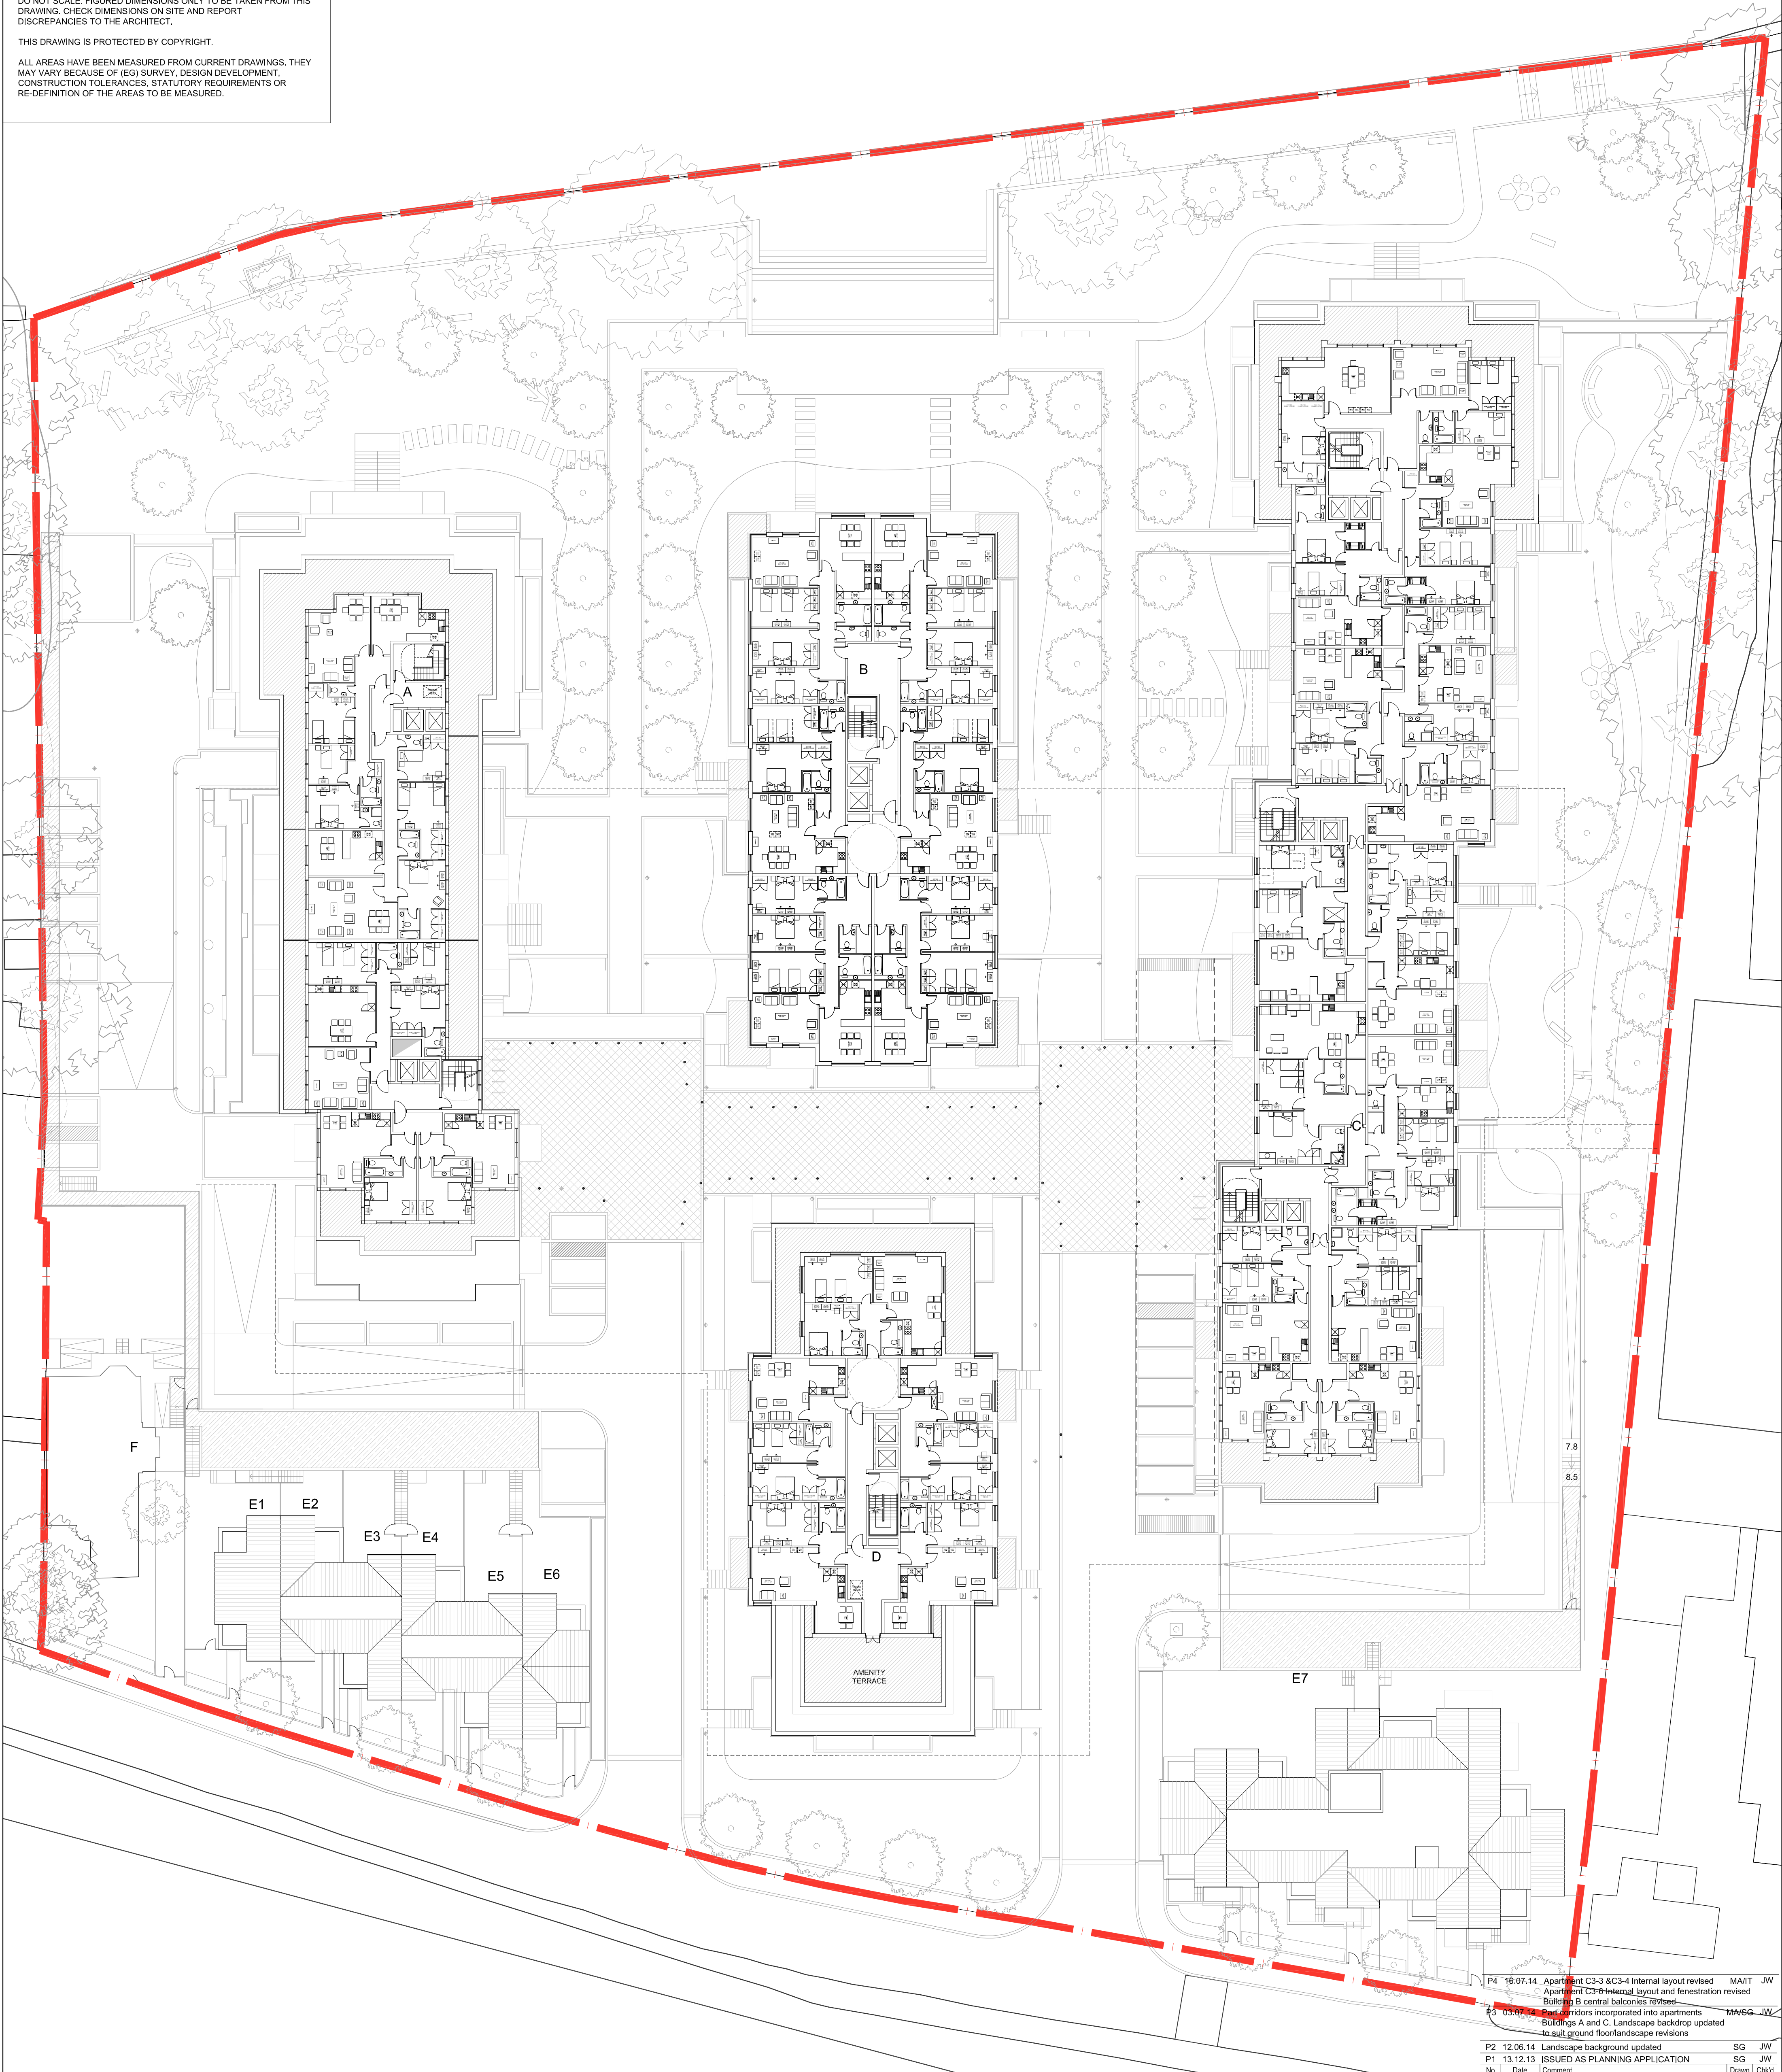 DO NOT SCALE. FIGURED DIMENSIONS ONLY TO BE TAKEN FROM THIS
DRAWING. CHECK DIMENSIONS ON SITE AND REPORT
DISCREPANCIES TO THE ARCHITECT.
THIS DRAWING IS PROTECTED BY COPYRIGHT.
ALL AREAS HAVE BEEN MEASURED FROM CURRENT DRAWINGS. THEY
MAY VARY BECAUSE OF (EG) SURVEY, DESIGN DEVELOPMENT,
CONSTRUCTION TOLERANCES, STATUTORY REQUIREMENTS OR
RE-DEFINITION OF THE AREAS TO BE MEASURED.
A
B
C
D
AMENITY
TERRACE
F
E1
E2
E3
E4
E5
E6
E7
7.8
8.5
P4 16.07.14 Apartment C3-3 &C3-4 Internal layout revised MA/IT JW
Apartment C3-6 Internal layout and fenestration revised
Building B central balconies revised
P3 03.07.14 Part corridors incorporated into apartments MA/SG JW
Buildings A and C. Landscape backdrop updated
to suit ground floor/landscape revisions
P2 12.06.14 Landscape background updated SG JW
P1 13.12.13 ISSUED AS PLANNING APPLICATION SG JW
No Date Comment Drawn Chk'd